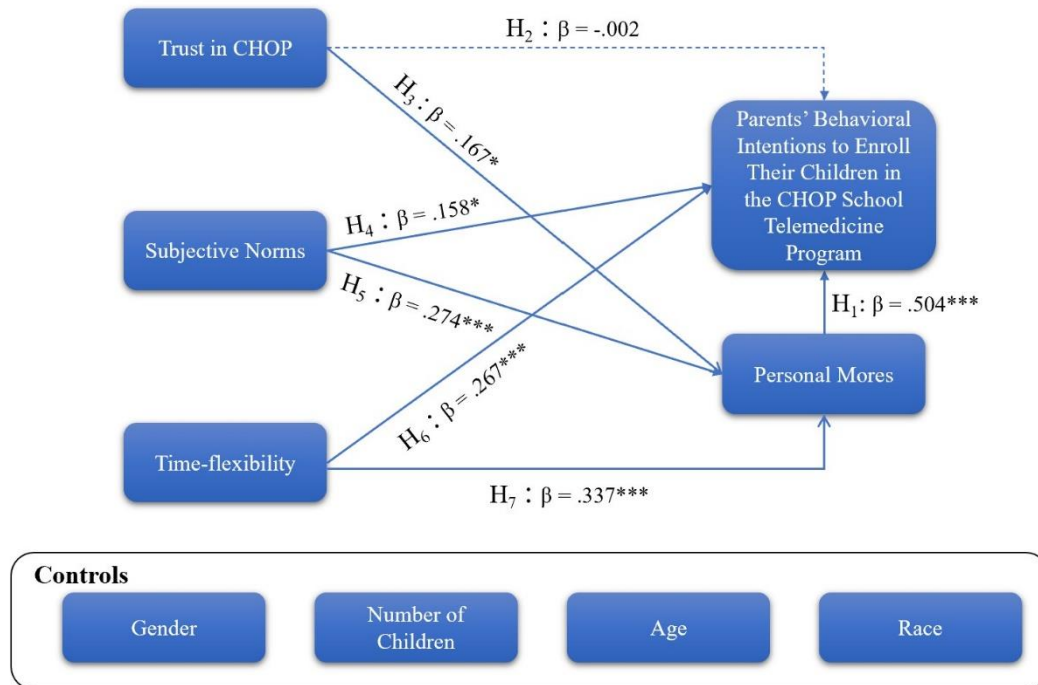 Trust in CHOP
H₂：β = -.002
H₃：β = .167*
Parents’ Behavioral
Intentions to Enroll
Their Children in
the CHOP School
Telemedicine
Program
H₄：β = .158*
Subjective Norms
H₅：β = .274***
H₁: β = .504***
Personal Mores
H₆：β = .267***
Time-flexibility
H₇：β = .337***
Controls
Gender
Number of
Children
Age
Race